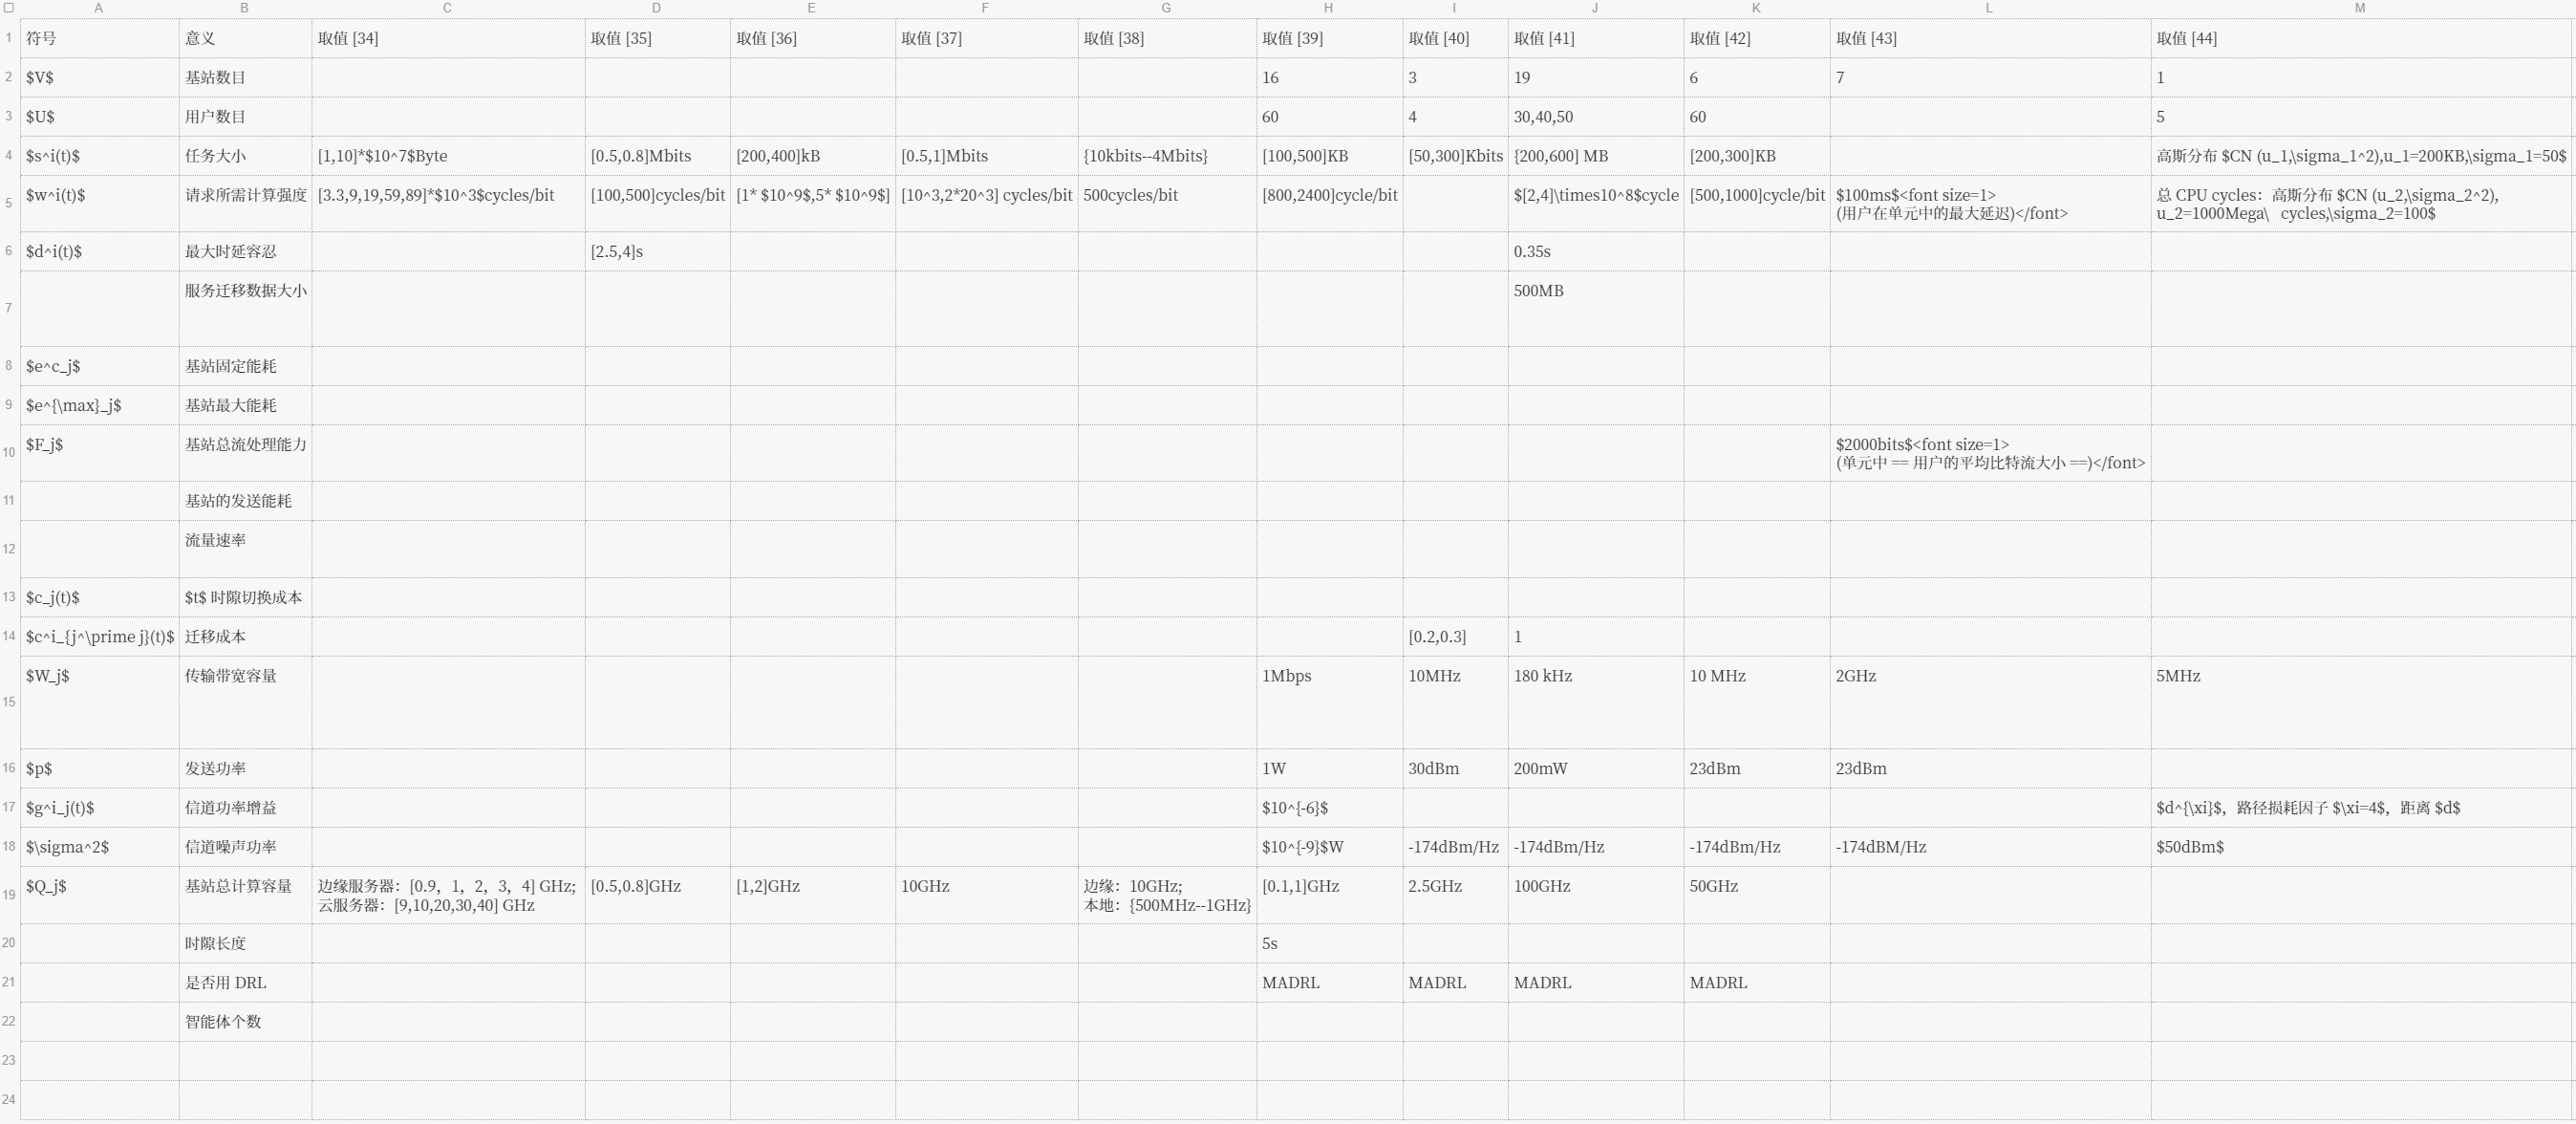 A B C D E F G H I J K L M
1 符号 意义 取值 [34] 取值 [35] 取值 [36] 取值 [37] 取值 [38] 取值 [39] 取值 [40] 取值 [41] 取值 [42] 取值 [43] 取值 [44]
2 $V$ 基站数目 16 3 19 6 7 1
3 $U$ 用户数目 60 4 30,40,50 60 5
4 $s^i(t)$ 任务大小 [1,10]*$10^7$Byte [0.5,0.8]Mbits [200,400]kB [0.5,1]Mbits {10kbits--4Mbits} [100,500]KB [50,300]Kbits {200,600] MB [200,300]KB 高斯分布 $CN (u_1,\sigma_1^2),u_1=200KB,\sigma_1=50$
5 $w^i(t)$ 请求所需计算强度 [3.3,9,19,59,89]*$10^3$cycles/bit [100,500]cycles/bit [1* $10^9$,5* $10^9$] [10^3,2*20^3] cycles/bit 500cycles/bit [800,2400]cycle/bit $[2,4]\times10^8$cycle [500,1000]cycle/bit $100ms$<font size=1> 总 CPU cycles：高斯分布 $CN (u_2,\sigma_2^2),
(用户在单元中的最大延迟)</font> u_2=1000Mega\ cycles,\sigma_2=100$
6 $d^i(t)$ 最大时延容忍 [2.5,4]s 0.35s
7 服务迁移数据大小 500MB
8 $e^c_j$ 基站固定能耗
9 $e^{\max}_j$ 基站最大能耗
10 $F_j$ 基站总流处理能力 $2000bits$<font size=1>
(单元中 == 用户的平均比特流大小 ==)</font>
11 基站的发送能耗
12 流量速率
13 $c_j(t)$ $t$ 时隙切换成本
14 $c^i_{j^\prime j}(t)$ 迁移成本 [0.2,0.3] 1
15 $W_j$ 传输带宽容量 1Mbps 10MHz 180 kHz 10 MHz 2GHz 5MHz
16 $p$ 发送功率 1W 30dBm 200mW 23dBm 23dBm
17 $g^i_j(t)$ 信道功率增益 $10^{-6}$ $d^{\xi}$，路径损耗因子 $\xi=4$，距离 $d$
18 $\sigma^2$ 信道噪声功率 $10^{-9}$W -174dBm/Hz -174dBm/Hz -174dBm/Hz -174dBM/Hz $50dBm$
19 $Q_j$ 基站总计算容量 边缘服务器：[0.9，1，2，3，4] GHz; [0.5,0.8]GHz [1,2]GHz 10GHz 边缘：10GHz; [0.1,1]GHz 2.5GHz 100GHz 50GHz
云服务器：[9,10,20,30,40] GHz 本地：{500MHz--1GHz}
20 时隙长度 5s
21 是否用 DRL MADRL MADRL MADRL MADRL
22 智能体个数
23
24